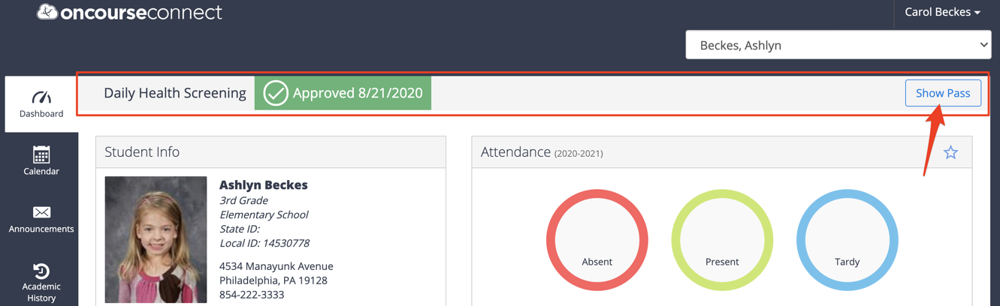 oncourseconnect
Carol Beckes
Beckes, Ashlyn
Daily Health Screening
Approved 8/21/2020
Show Pass
Dashboard
Calendar
Announcements
Academic
History
Student Info
Ashlyn Beckes
3rd Grade
Elementary School
State ID:
Local ID: 14530778
4534 Manayunk Avenue
Philadelphia, PA 19128
854-222-3333
Attendance (2020-2021)
Absent
Present
Tardy